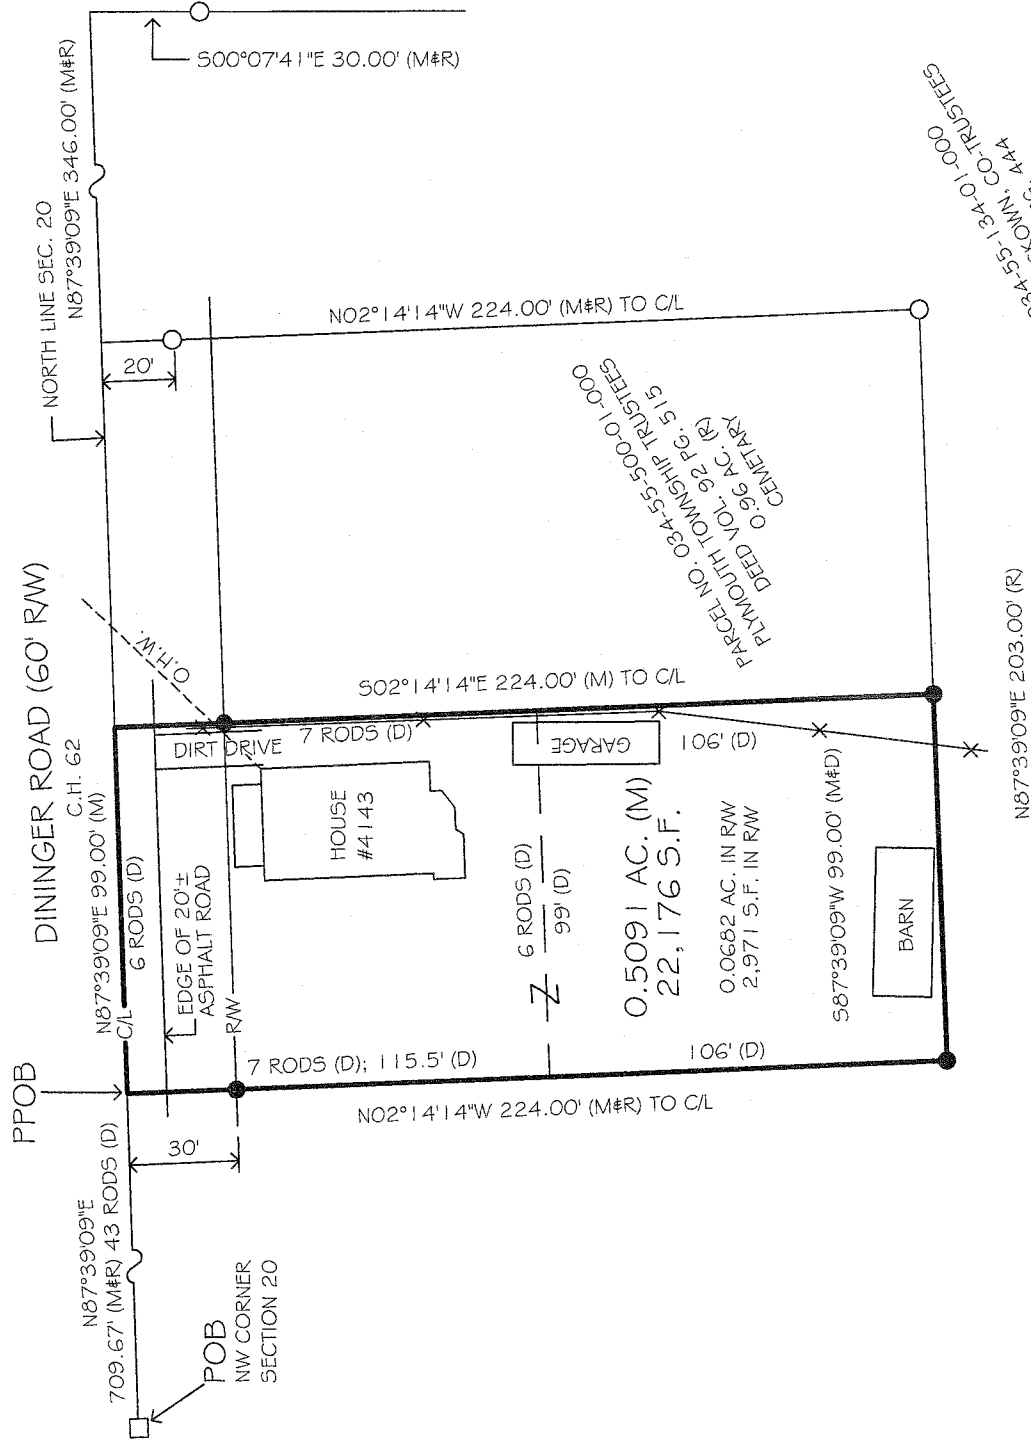 S00°07'41"E 30.00' (M&R)
NORTH LINE SEC. 20
N87°39'09"E 346.00' (M&R)
20'
N02°14'14"W 224.00' (M&R) TO C/L
034-55-134-01-000
CO-TRUSTEES
444
PARCEL NO. 034-55-500-01-000
PLYMOUTH TOWNSHIP TRUSTEES
DEED VOL. 92 PG. 515
0.96 AC. (R)
CEMETARY
DININGER ROAD (60' R/W)
C.H. 62
N87°39'09"E 99.00' (M)
C/L
6 RODS (D)
O.H.W.
EDGE OF 20'±
ASPHALT ROAD
R/W
DIRT DRIVE
S02°14'14"E 224.00' (M) TO C/L
7 RODS (D)
GARAGE
106' (D)
HOUSE
#4143
6 RODS (D)
99' (D)
0.5091 AC. (M)
22,176 S.F.
0.0682 AC. IN R/W
2,971 S.F. IN R/W
S87°39'09"W 99.00' (M&D)
BARN
N87°39'09"E 203.00' (R)
PPOB
7 RODS (D); 115.5' (D)
106' (D)
N02°14'14"W 224.00' (M&R) TO C/L
30'
N87°39'09"E
709.67' (M&R) 43 RODS (D)
POB
NW CORNER
SECTION 20